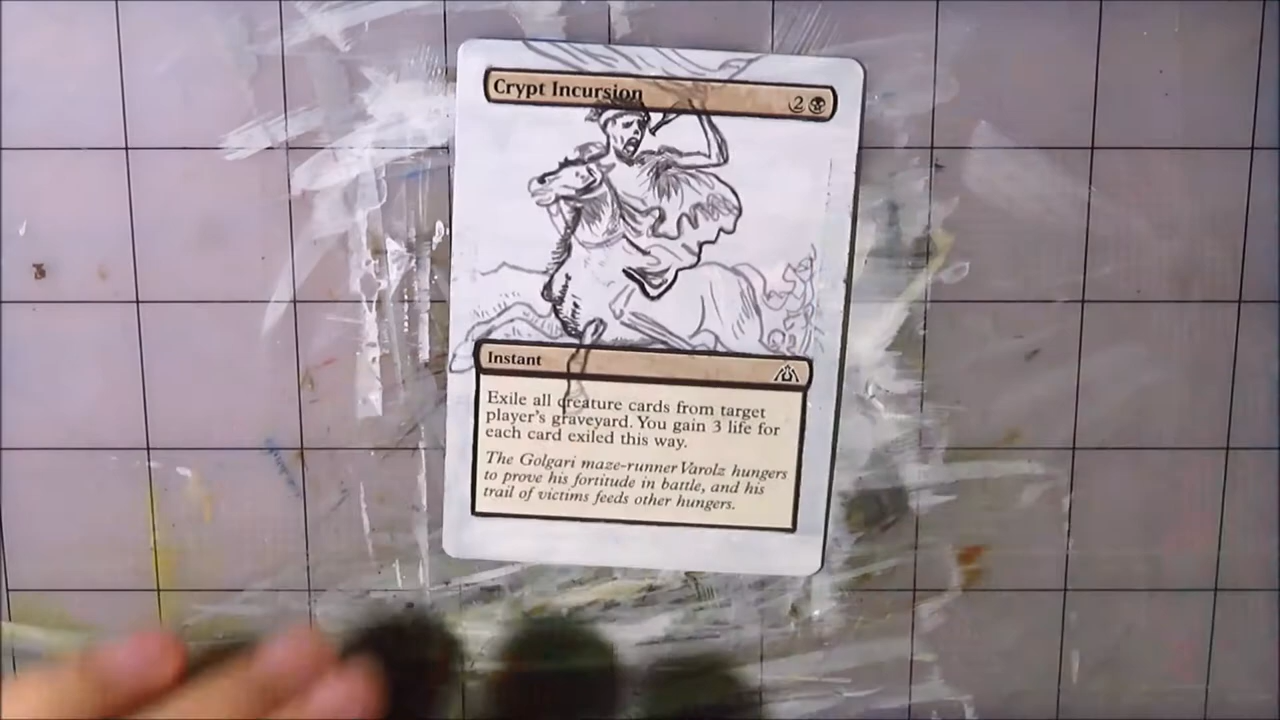 Crypt Incursion 2
Instant
Exile all creature cards from target
player's graveyard. You gain 3 life for
each card exiled this way.
The Golgari maze-runner Varolz hungers
to prove his fortitude in battle, and his
trail of victims feeds other hungers.